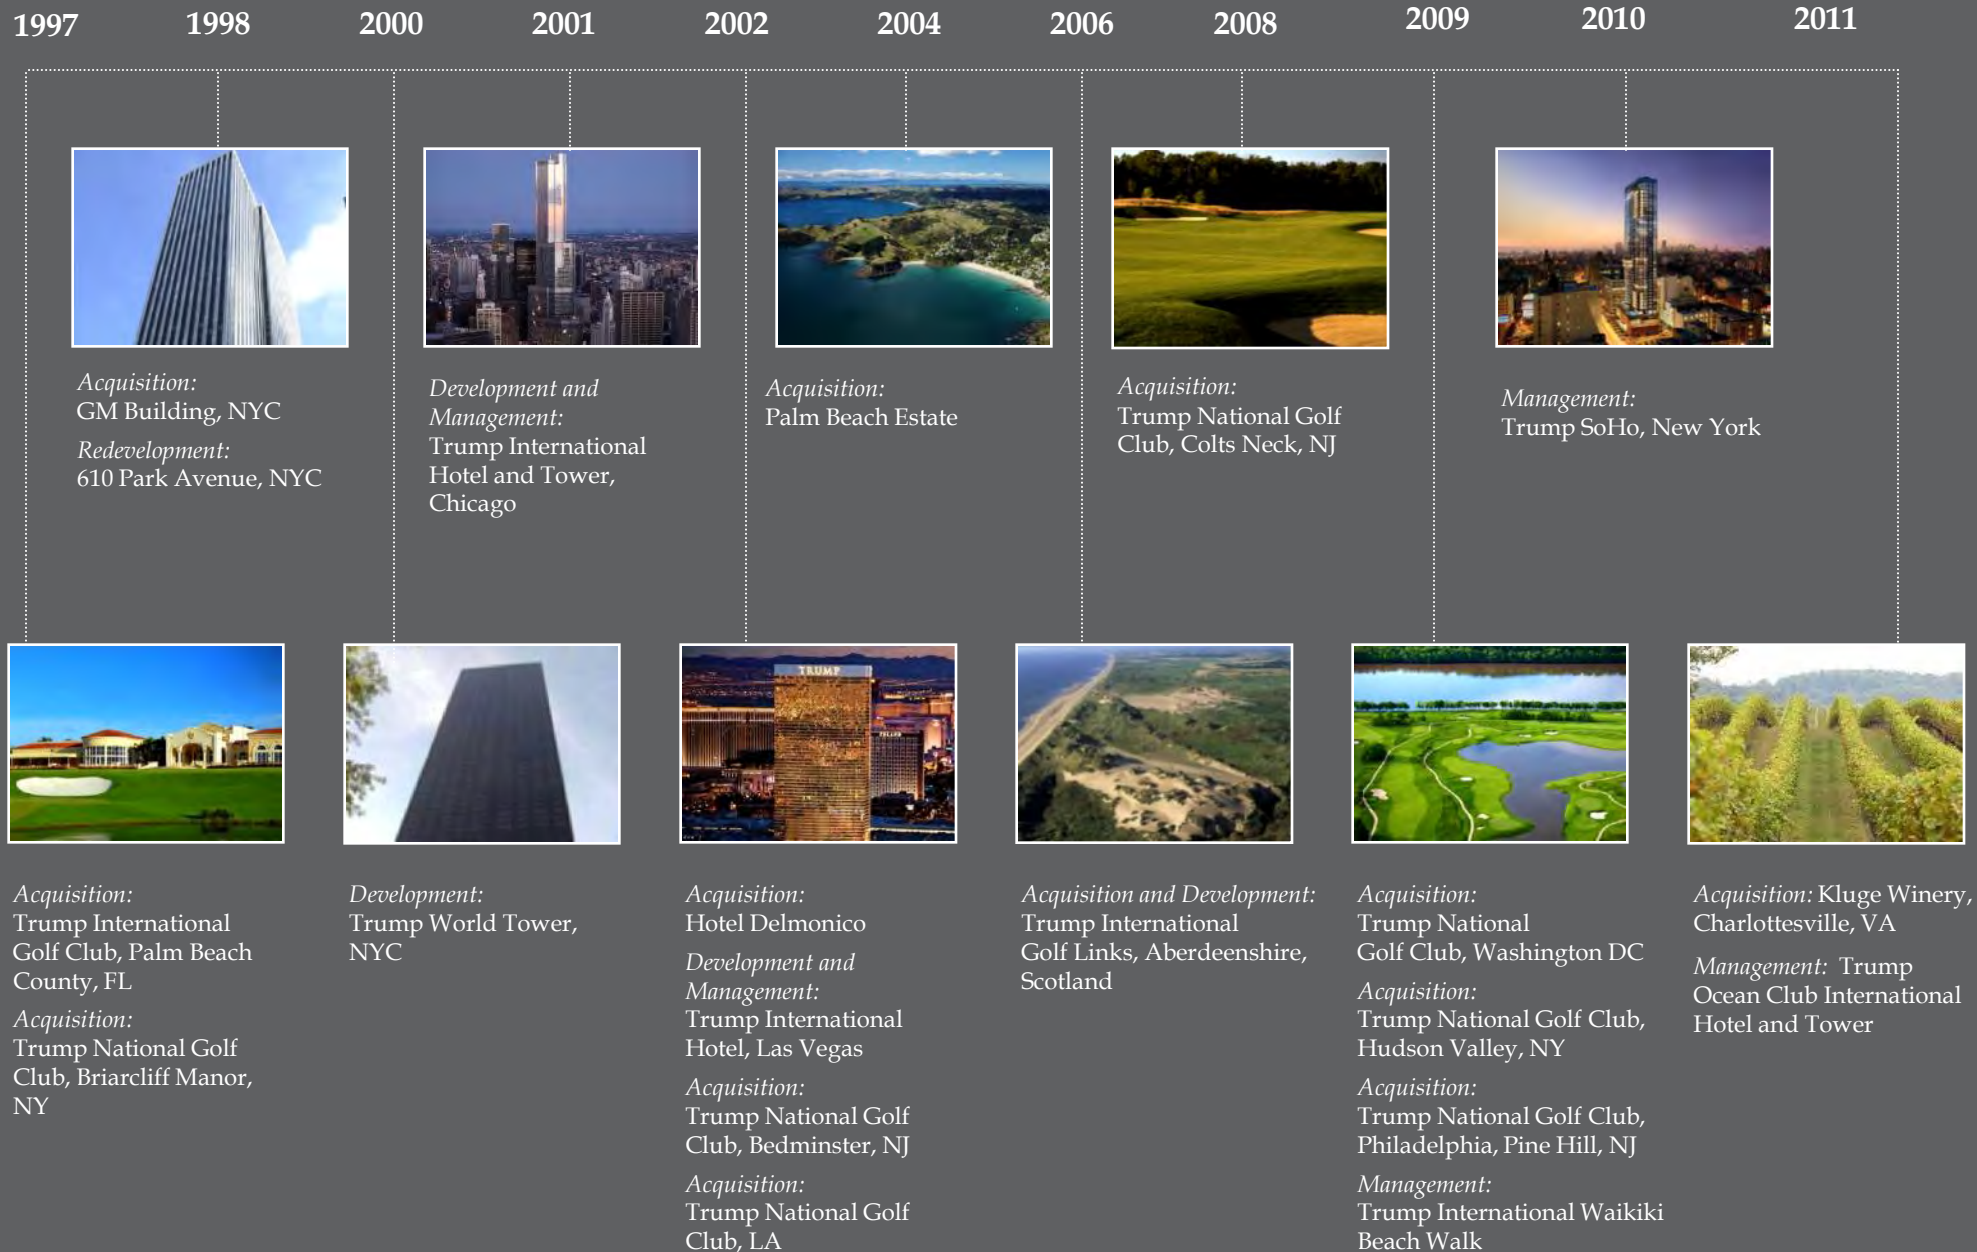 1997 1998 2000 2001 2002 2004 2006 2008 2009 2010 2011
Acquisition:
GM Building, NYC
Redevelopment:
610 Park Avenue, NYC
Development and
Management:
Trump International
Hotel and Tower,
Chicago
Acquisition:
Palm Beach Estate
Acquisition:
Trump National Golf
Club, Colts Neck, NJ
Management:
Trump SoHo, New York
TRUMP
Acquisition:
Trump International
Golf Club, Palm Beach
County, FL
Acquisition:
Trump National Golf
Club, Briarcliff Manor,
NY
Development:
Trump World Tower,
NYC
Acquisition:
Hotel Delmonico
Development and
Management:
Trump International
Hotel, Las Vegas
Acquisition:
Trump National Golf
Club, Bedminster, NJ
Acquisition:
Trump National Golf
Club, LA
Acquisition and Development:
Trump International
Golf Links, Aberdeenshire,
Scotland
Acquisition:
Trump National
Golf Club, Washington DC
Acquisition:
Trump National Golf Club,
Hudson Valley, NY
Acquisition:
Trump National Golf Club,
Philadelphia, Pine Hill, NJ
Management:
Trump International Waikiki
Beach Walk
Acquisition: Kluge Winery,
Charlottesville, VA
Management: Trump
Ocean Club International
Hotel and Tower